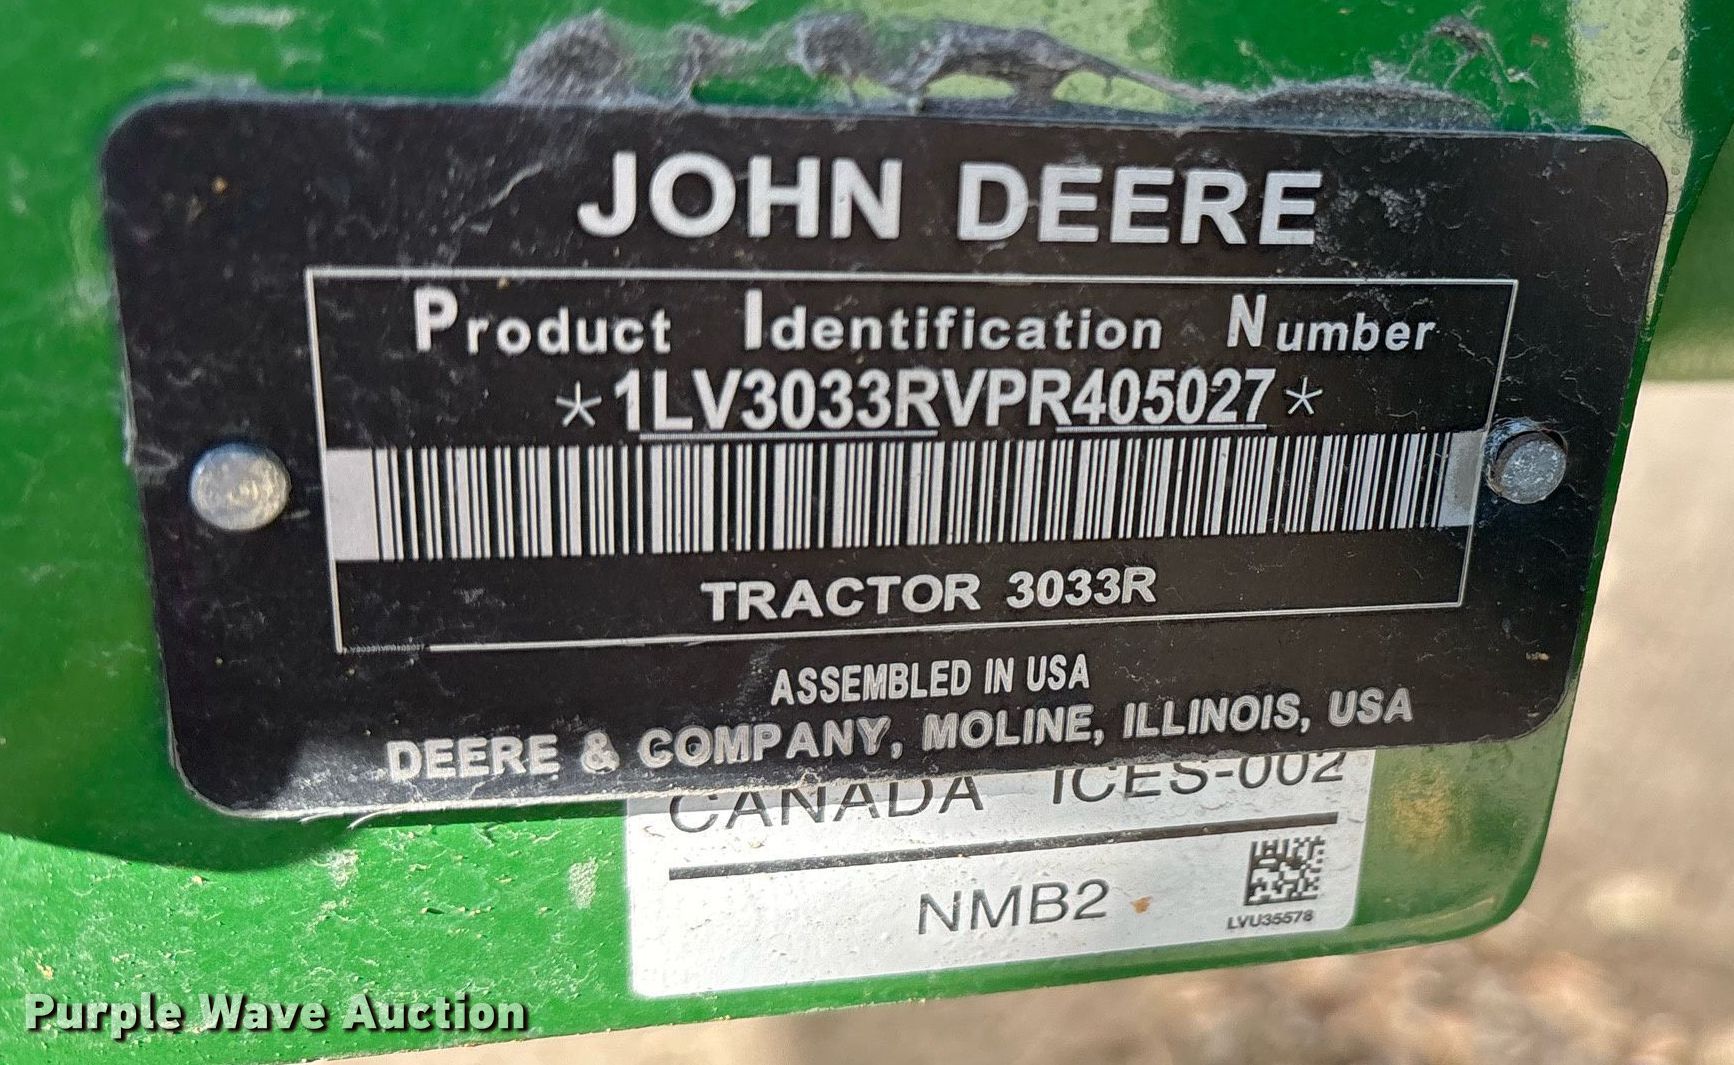 JOHN DEERE
Product Identification Number
*1LV3033RVPR405027*
TRACTOR 3033R
ASSEMBLED IN USA
DEERE & COMPANY, MOLINE, ILLINOIS, USA
CANADA ICES-002
NMB2
LVU35578
Purple Wave Auction